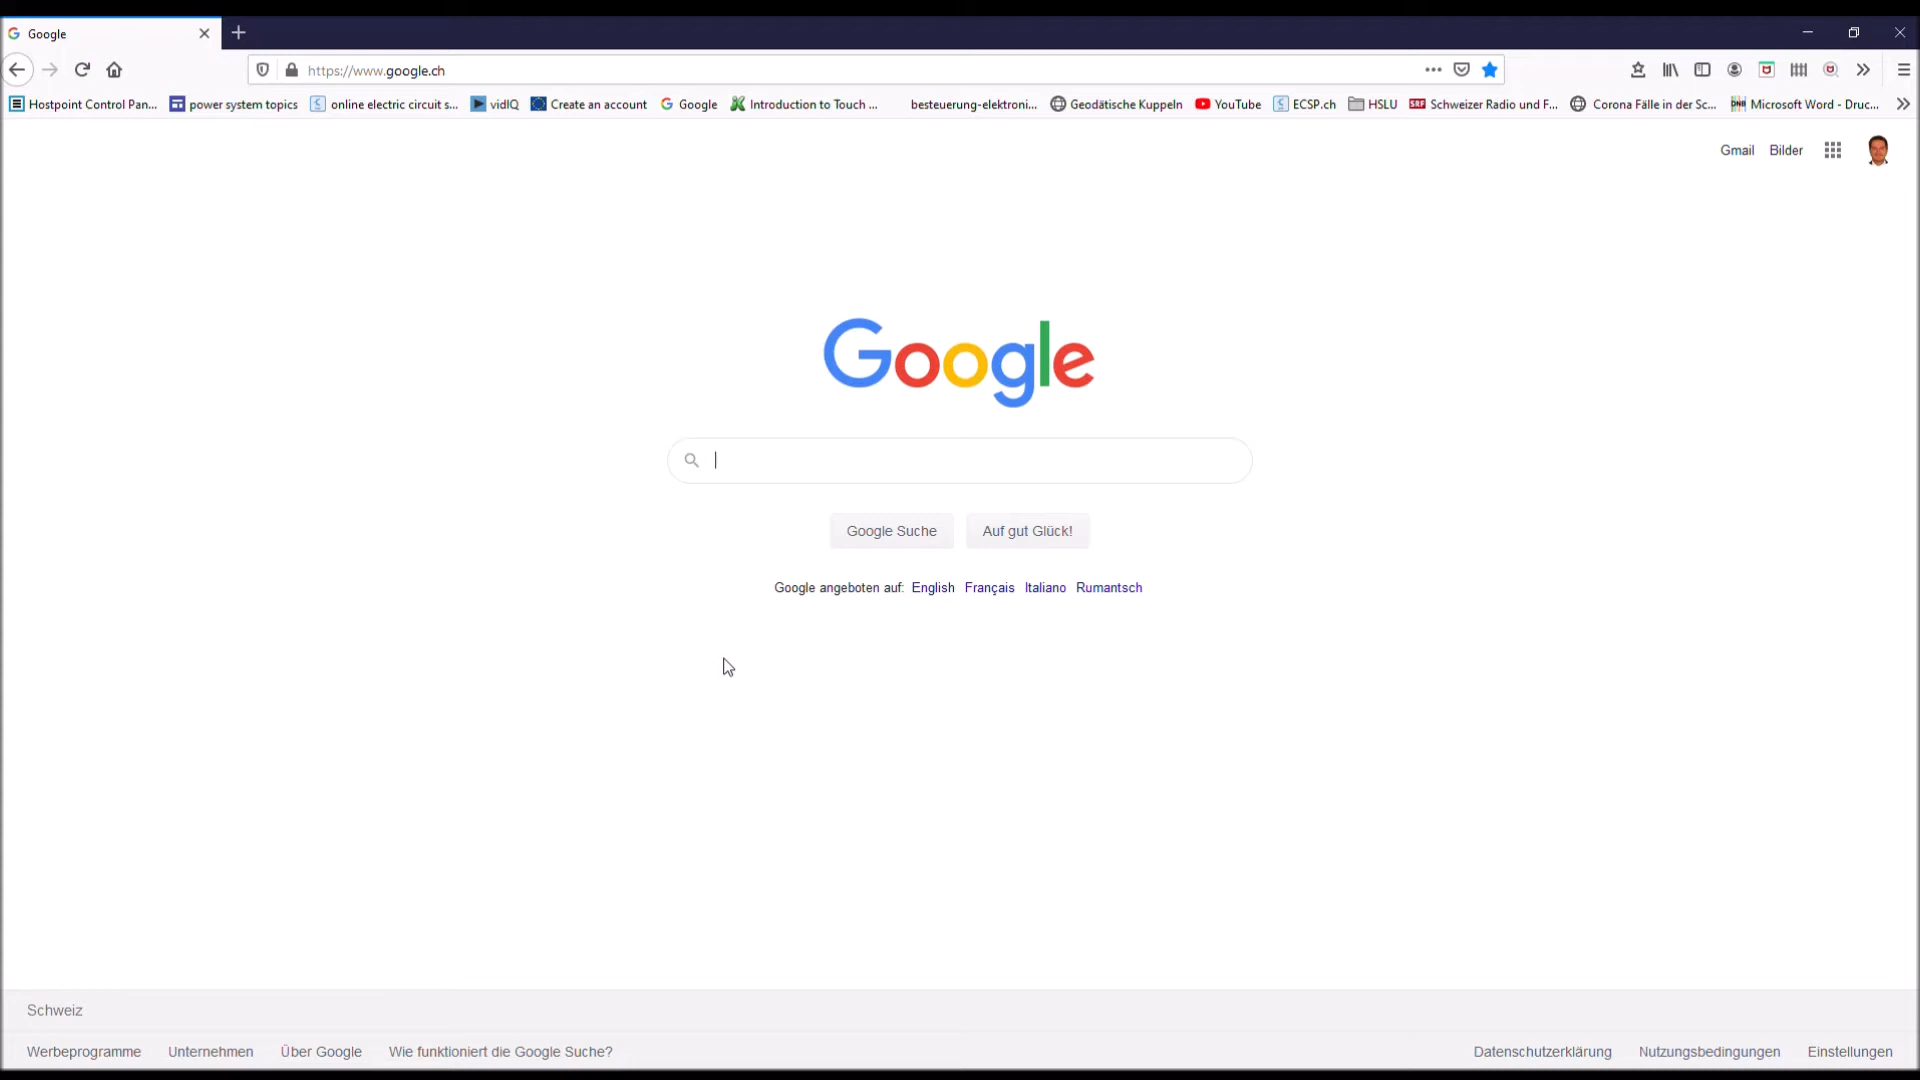 Google
https://www.google.ch
Hostpoint Control Pan... power system topics online electric circuit s... vidIQ Create an account Google Introduction to Touch ... besteuerung-elektroni... Geodätische Kuppeln YouTube ECSP.ch HSLU SRF Schweizer Radio und F... Corona Fälle in der Sc... Microsoft Word - Druc...
Gmail Bilder
Google
Google Suche Auf gut Glück!
Google angeboten auf: English Français Italiano Rumantsch
Schweiz
Werbeprogramme Unternehmen Über Google Wie funktioniert die Google Suche? Datenschutzerklärung Nutzungsbedingungen Einstellungen